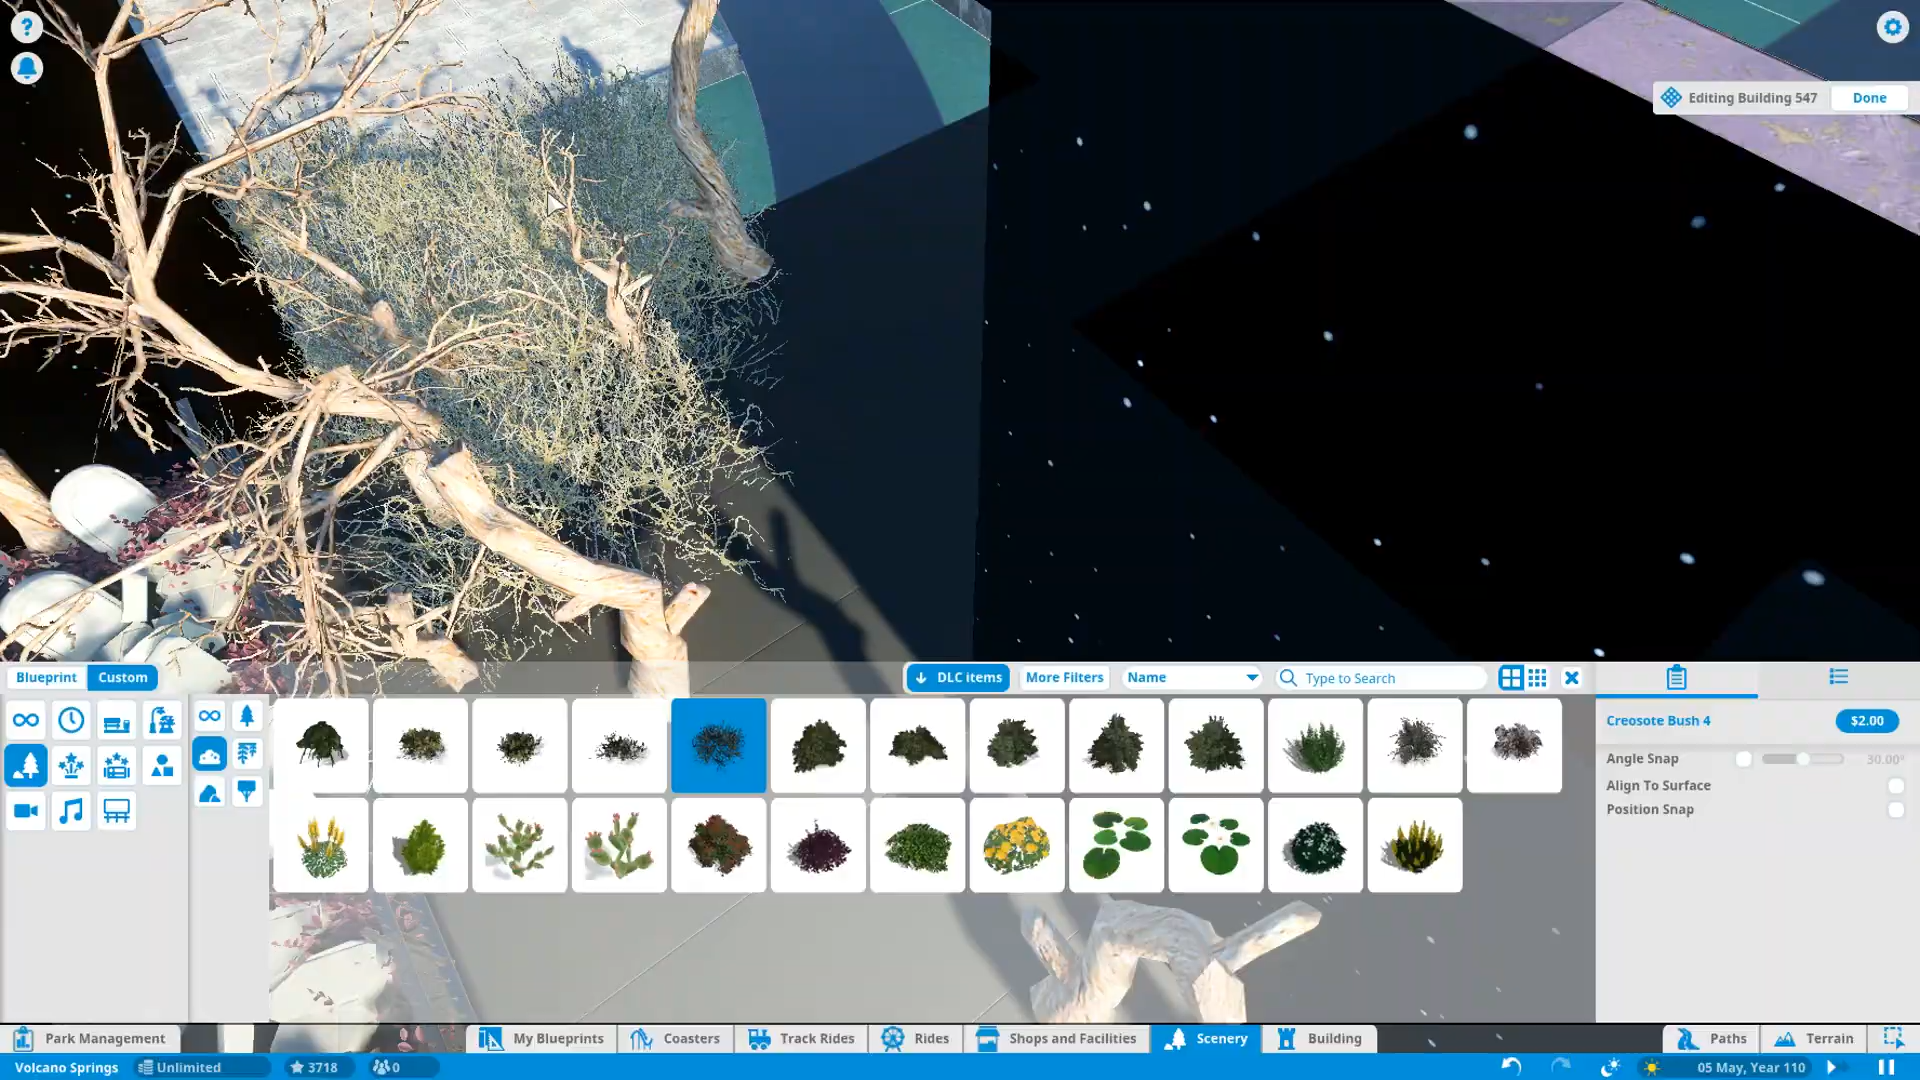 ?
Editing Building 547 Done
Blueprint Custom DLC items More Filters Name Type to Search
Creosote Bush 4 $2.00
Angle Snap 30.00°
Align To Surface
Position Snap
Park Management My Blueprints Coasters Track Rides Rides Shops and Facilities Scenery Building Paths Terrain
Volcano Springs Unlimited 3718 0 05 May, Year 110